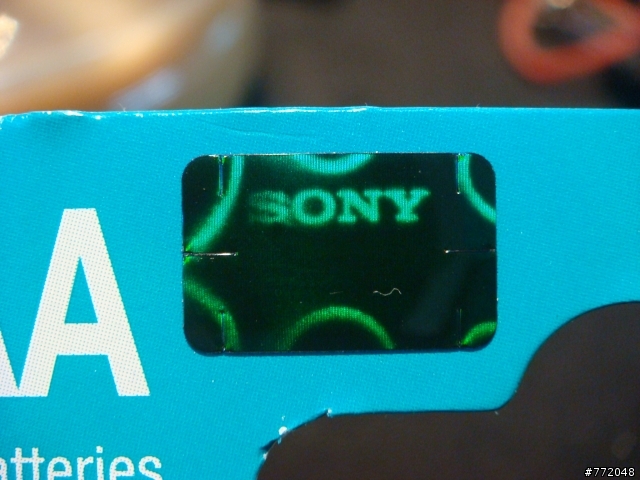 SONY
AA
atteries
#772048